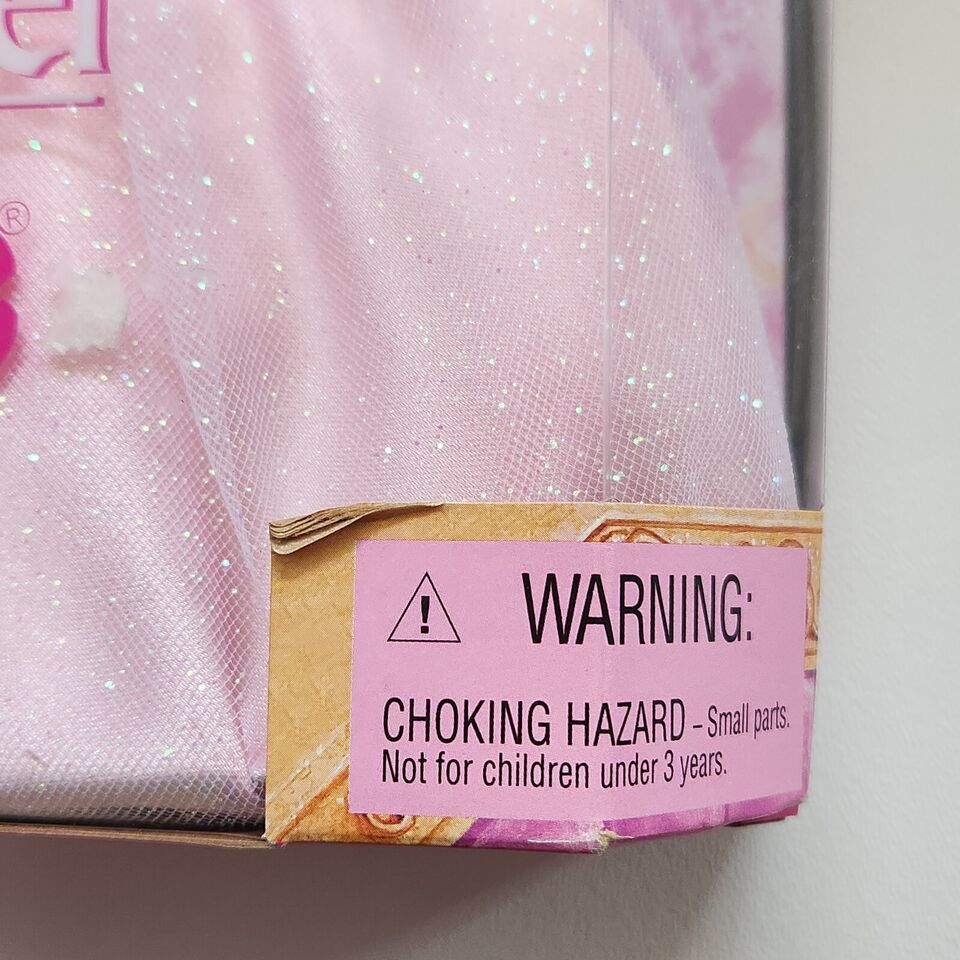 ®
WARNING:
CHOKING HAZARD – Small parts.
Not for children under 3 years.